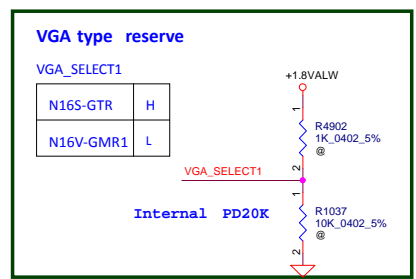 VGA type reserve
VGA_SELECT1
N16S-GTR H
N16V-GMR1 L
+1.8VALW
1
R4902
1K_0402_5%
@
2
VGA_SELECT1
1
Internal PD20K
R1037
10K_0402_5%
@
2